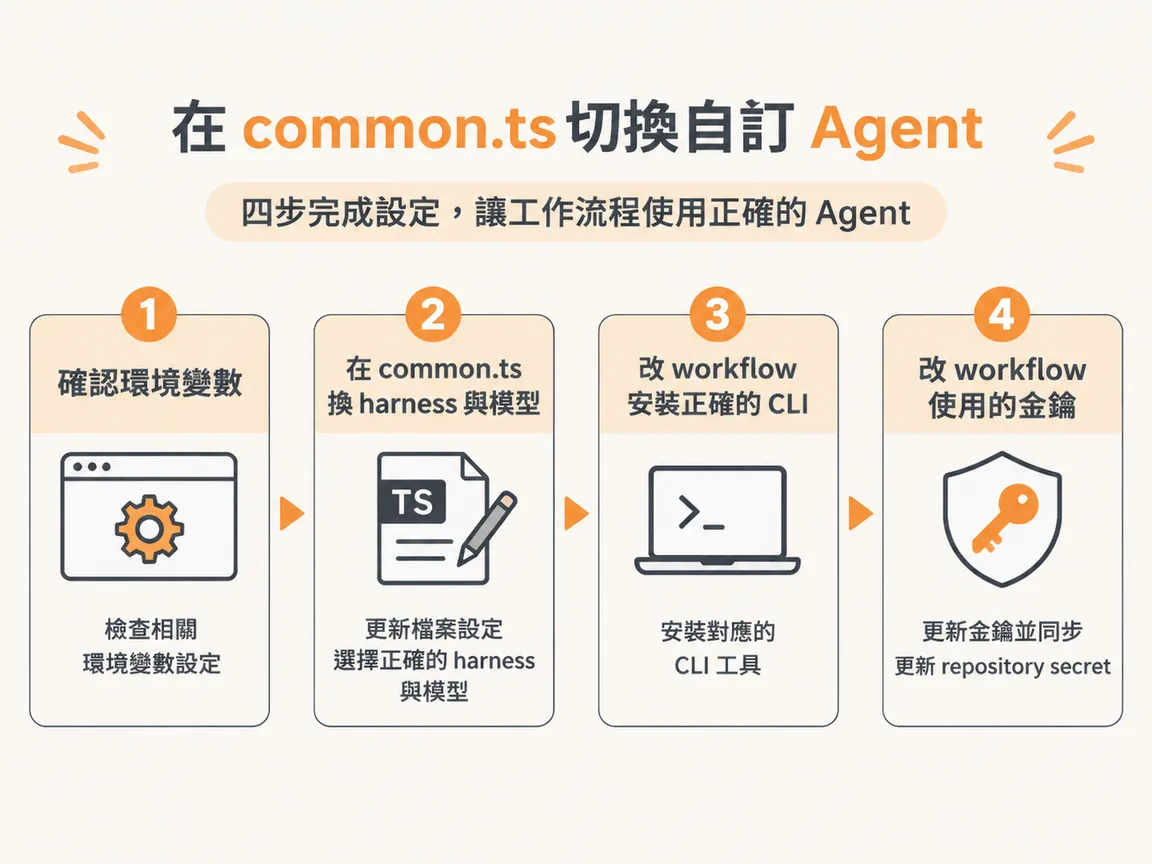 在 common.ts 切換自訂 Agent
四步完成設定，讓工作流程使用正確的 Agent
1
確認環境變數
檢查相關
環境變數設定
2
在 common.ts
換 harness 與模型
TS
更新檔案設定
選擇正確的 harness
與模型
3
改 workflow
安裝正確的 CLI
>_
安裝對應的
CLI 工具
4
改 workflow
使用的金鑰
更新金鑰並同步
更新 repository secret